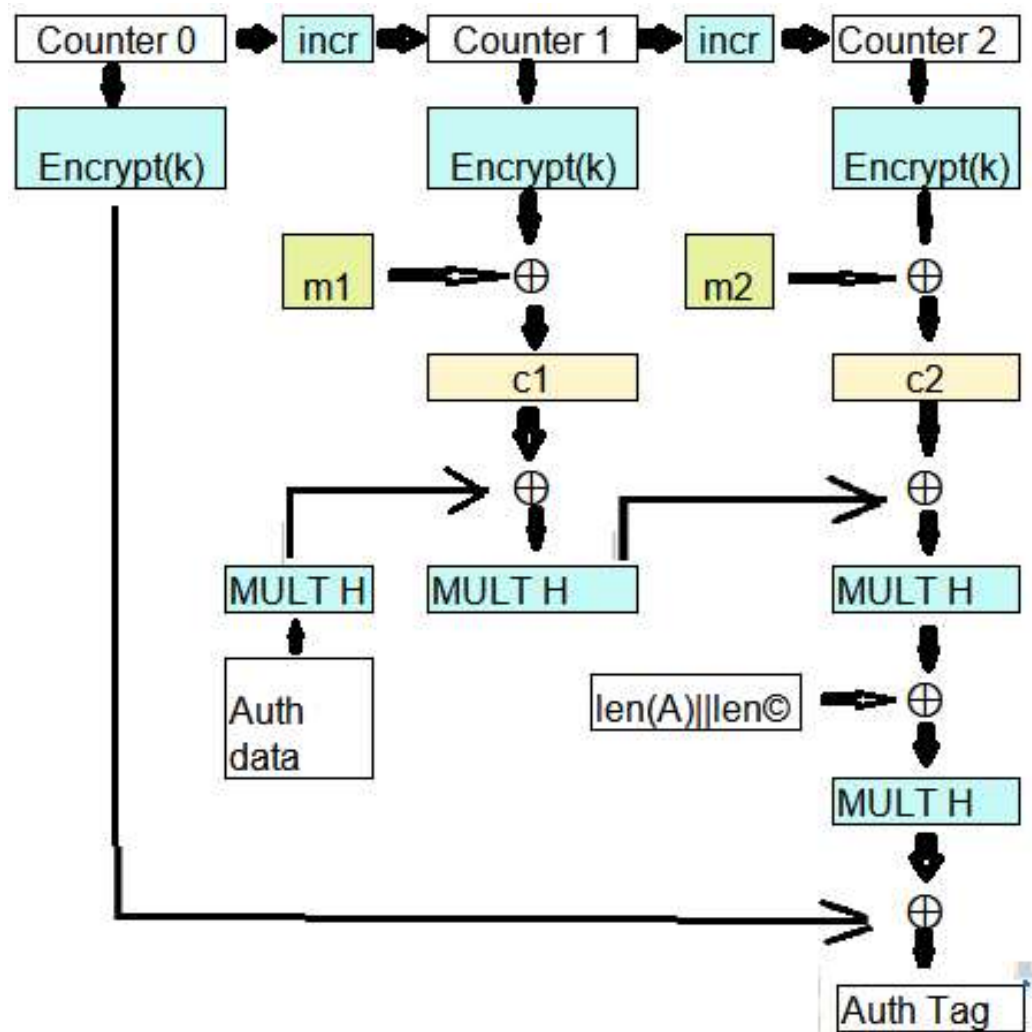 Counter 0
incr
Counter 1
incr
Counter 2
Encrypt(k)
Encrypt(k)
Encrypt(k)
m1
m2
c1
c2
MULT H
MULT H
MULT H
Auth
data
len(A)||len©
MULT H
Auth Tag